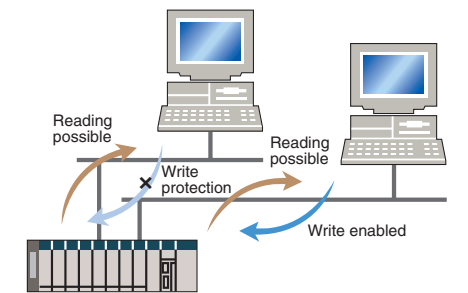 Reading
possible
Write
protection
Reading
possible
Write enabled